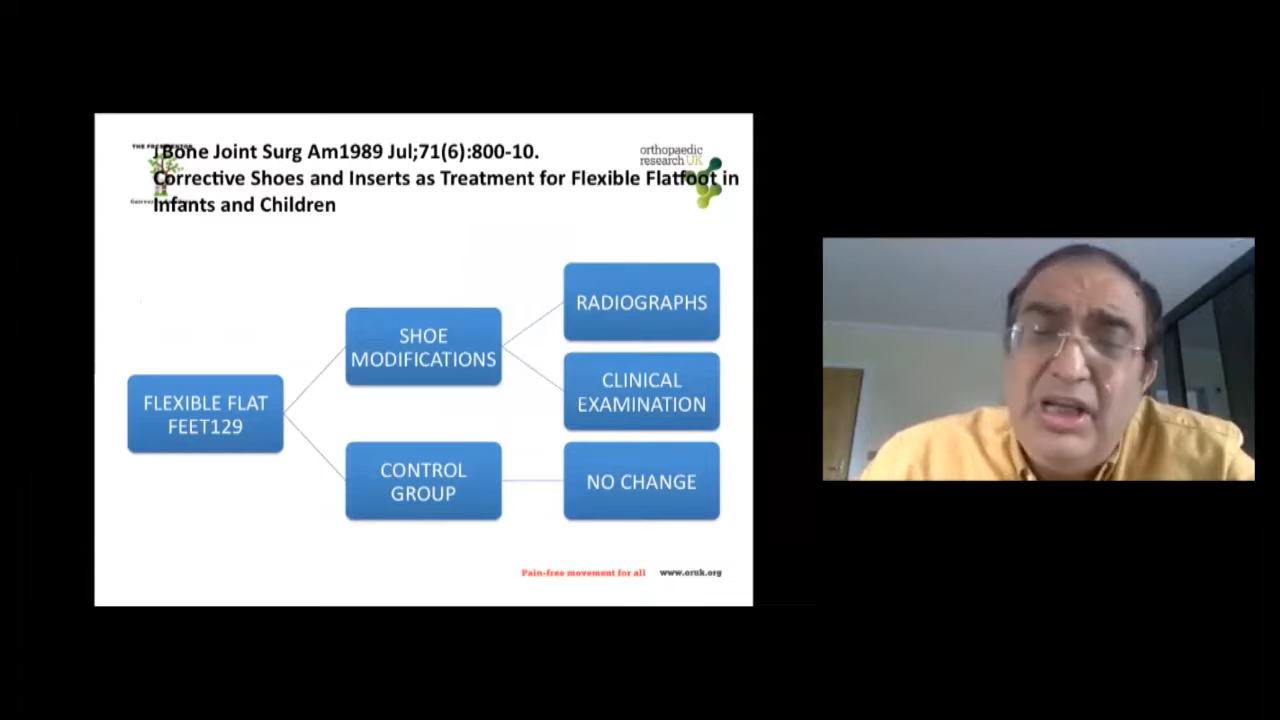 J Bone Joint Surg Am1989 Jul;71(6):800-10.
Corrective Shoes and Inserts as Treatment for Flexible Flatfoot in
Infants and Children
orthopaedic
research UK
FLEXIBLE FLAT
FEET129
SHOE
MODIFICATIONS
CONTROL
GROUP
RADIOGRAPHS
CLINICAL
EXAMINATION
NO CHANGE
Pain-free movement for all www.oruk.org